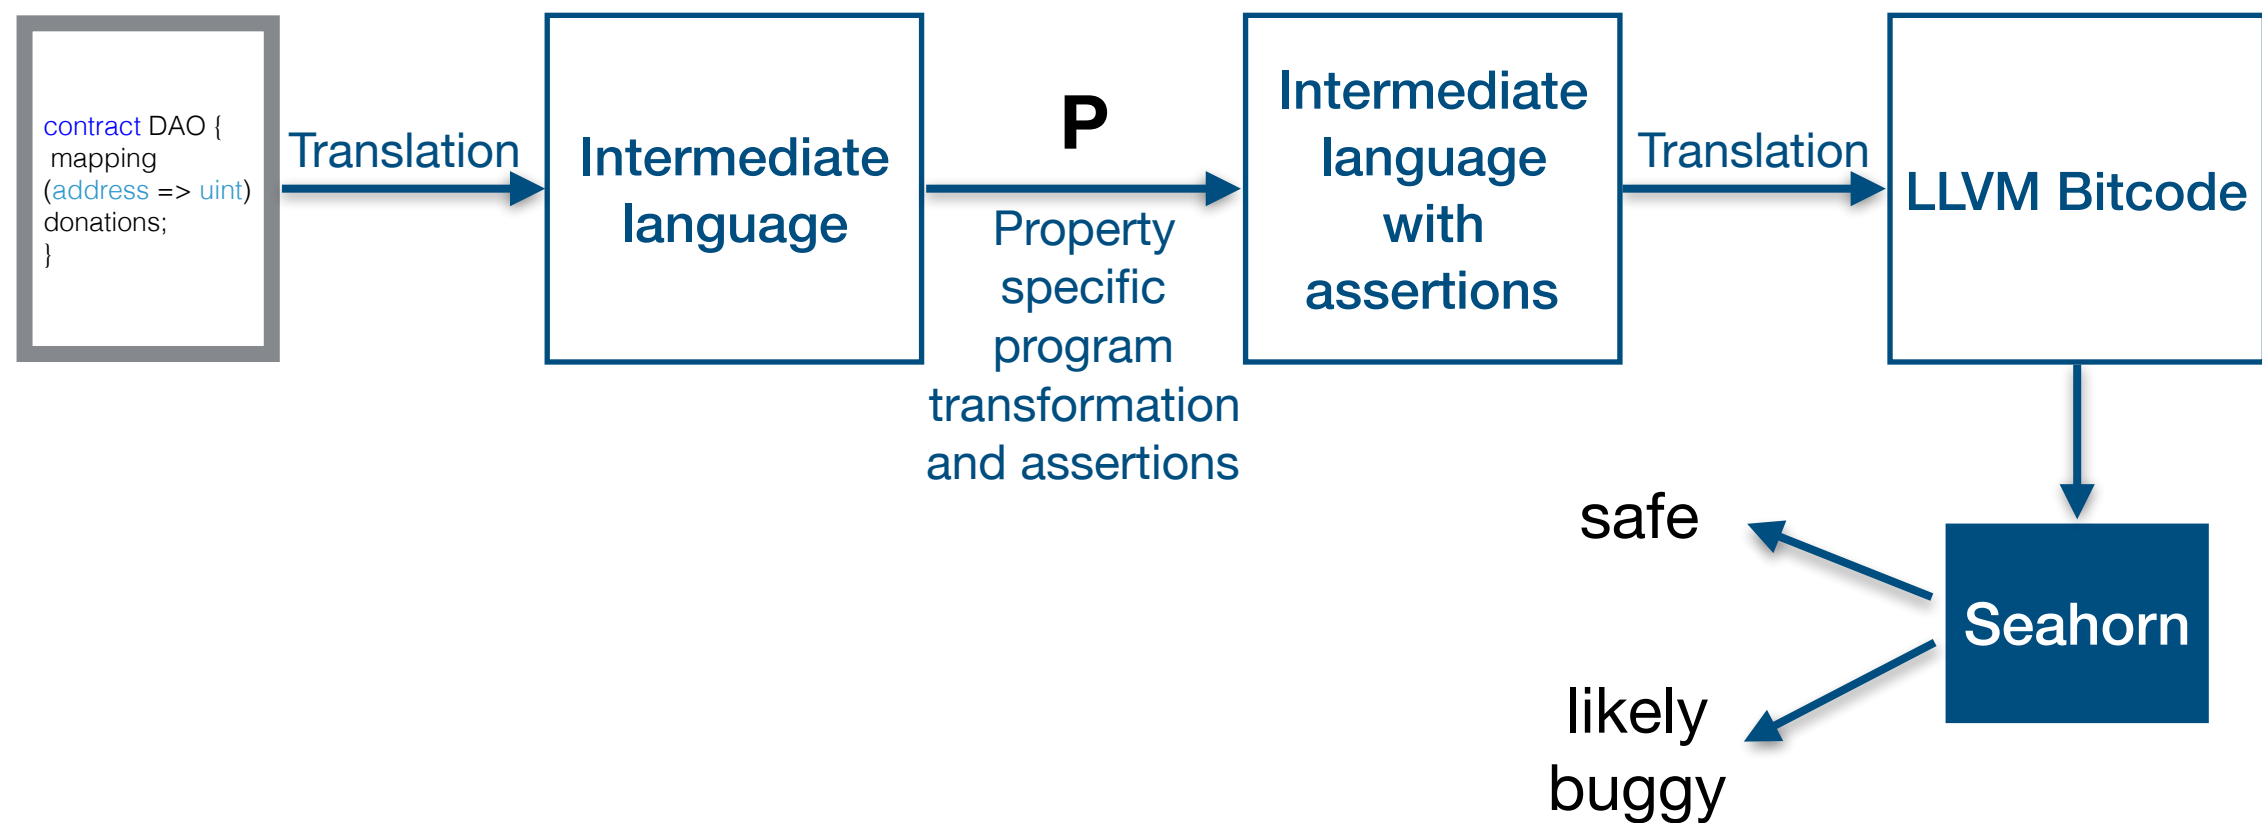 contract DAO {
mapping
(address => uint)
donations;
}
Translation
Intermediate
language
P
Property
specific
program
transformation
and assertions
Intermediate
language
with
assertions
Translation
LLVM Bitcode
Seahorn
safe
likely
buggy